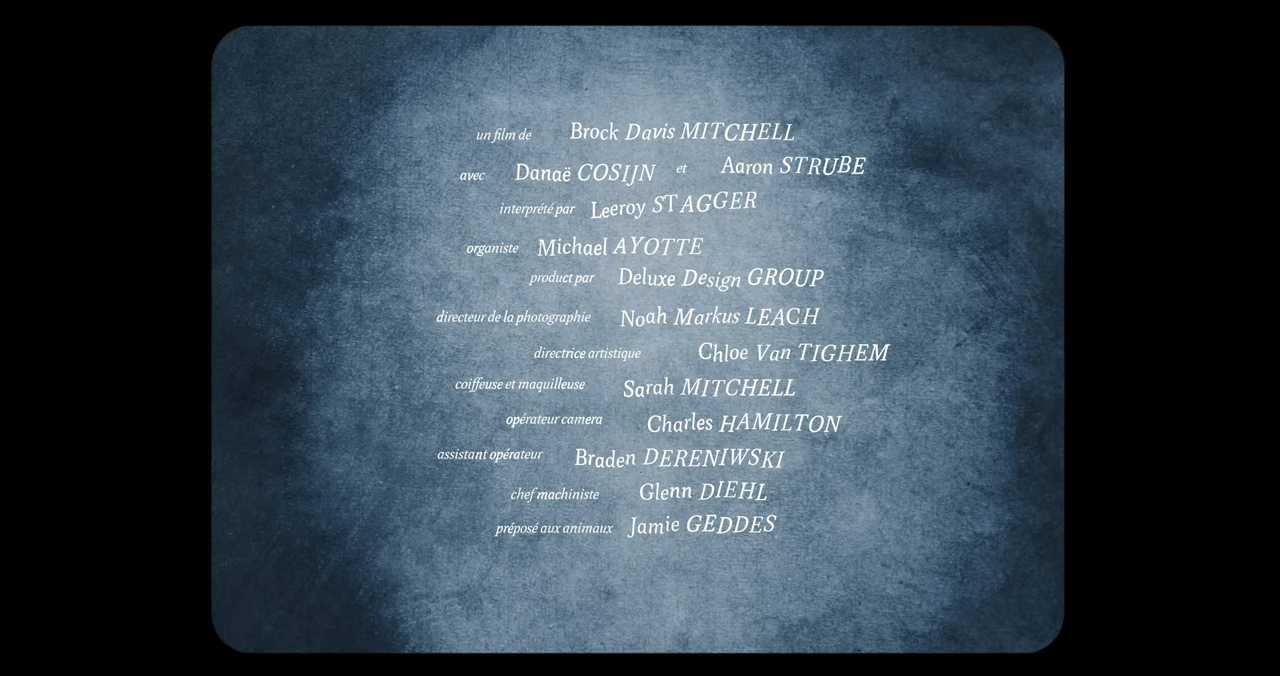 un film de Brock Davis MITCHELL
avec Danaë COSIJN et Aaron STRUBE
interprété par Leeroy STAGGER
organiste Michael AYOTTE
product par Deluxe Design GROUP
directeur de la photographie Noah Markus LEACH
directrice artistique Chloe Van TIGHEM
coiffeuse et maquilleuse Sarah MITCHELL
opérateur camera Charles HAMILTON
assistant opérateur Braden DERENIWSKI
chef machiniste Glenn DIEHL
préposé aux animaux Jamie GEDDES